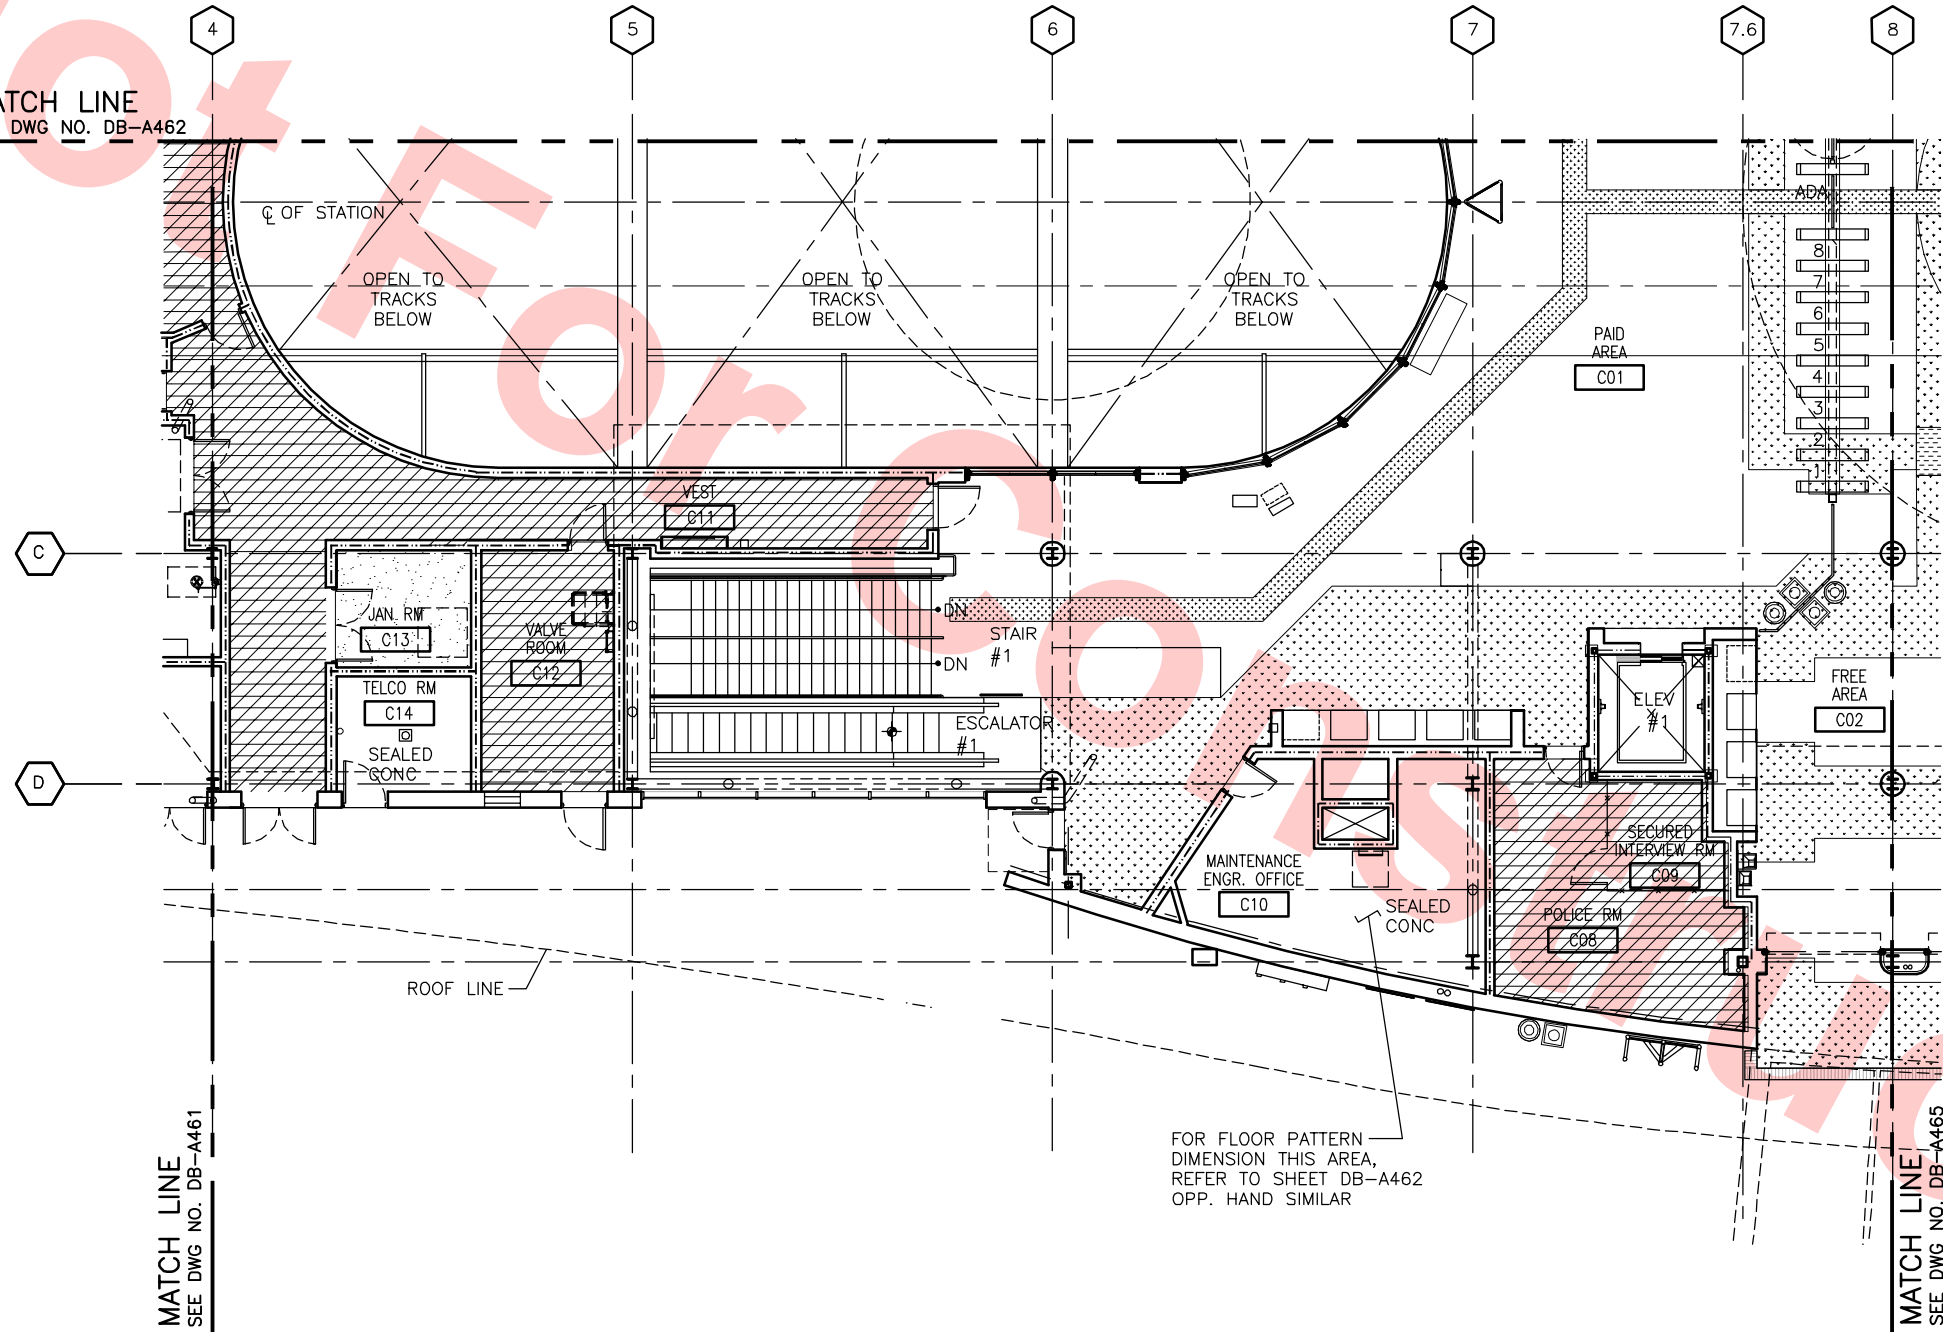 4
5
6
7
7.6
8
ATCH LINE
DWG NO. DB-A462
℄ OF STATION
OPEN TO
TRACKS
BELOW
OPEN TO
TRACKS
BELOW
OPEN TO
TRACKS
BELOW
ADA
8
7
6
5
4
3
2
1
PAID
AREA
C01
VEST
C11
C
JAN. RM
C13
VALVE
ROOM
C12
DN
DN
STAIR
#1
TELCO RM
C14
SEALED
CONC
ESCALATOR
#1
ELEV
#1
FREE
AREA
C02
D
MAINTENANCE
ENGR. OFFICE
C10
SEALED
CONC
SECURED
INTERVIEW RM
C09
POLICE RM
C08
ROOF LINE
FOR FLOOR PATTERN
DIMENSION THIS AREA,
REFER TO SHEET DB-A462
OPP. HAND SIMILAR
MATCH LINE
SEE DWG NO. DB-A461
MATCH LINE
SEE DWG NO. DB-A465
ot For Construc